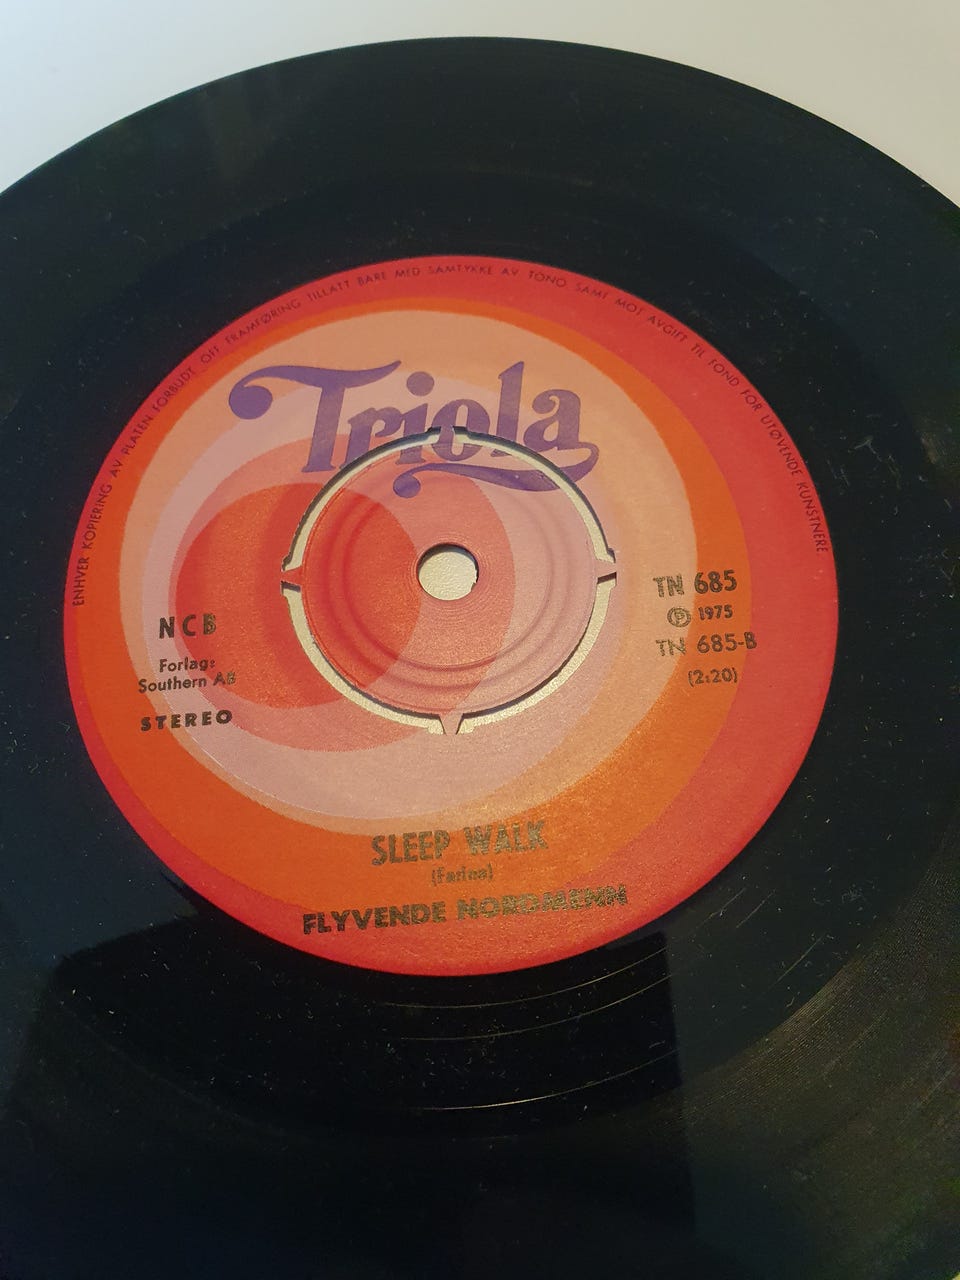 ENHVER KOPIERING AV PLATEN FORBUDT. OFF. FRAMFØRING TILLATT BARE MED SAMTYKKE AV TONO SAMT MOT AVGIFT TIL FOND FOR UTØVENDE KUNSTNERE
Triola
NCB
Forlag:
Southern AB
STEREO
TN 685
Ⓟ 1975
TN 685-B
(2:20)
SLEEP WALK
(Farina)
FLYVENDE NORDMENN